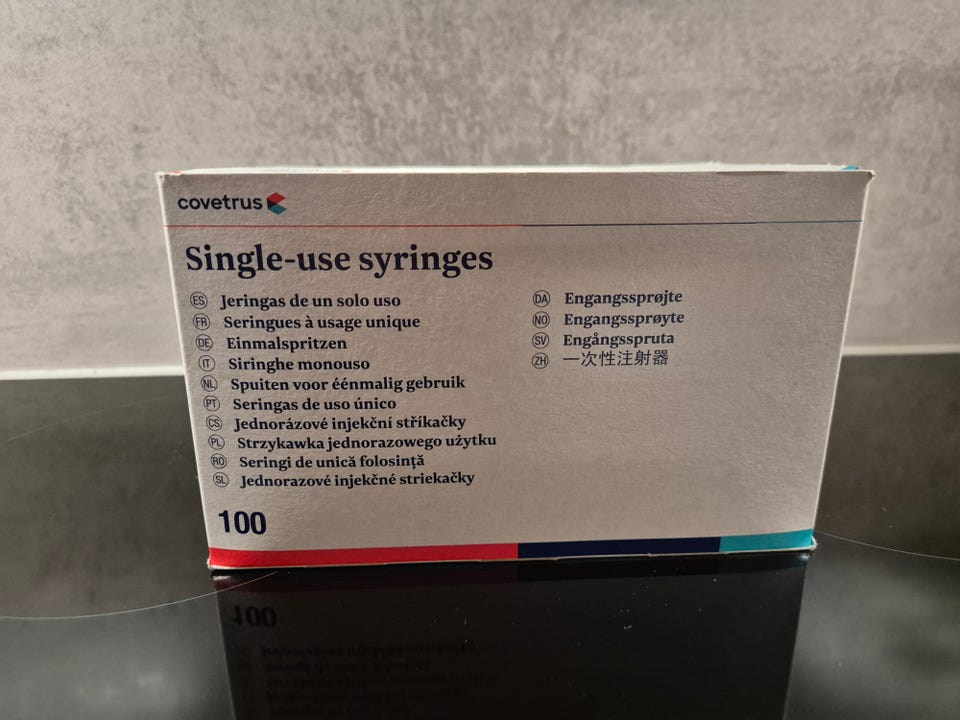 covetrus
Single-use syringes
ES Jeringas de un solo uso
FR Seringues à usage unique
DE Einmalspritzen
IT Siringhe monouso
NL Spuiten voor éénmalig gebruik
PT Seringas de uso único
CS Jednorázové injekční stříkačky
PL Strzykawka jednorazowego użytku
RO Seringi de unică folosință
SL Jednorazové injekčné striekačky
100
DA Engangssprøjte
NO Engangssprøyte
SV Engångsspruta
ZH 一次性注射器